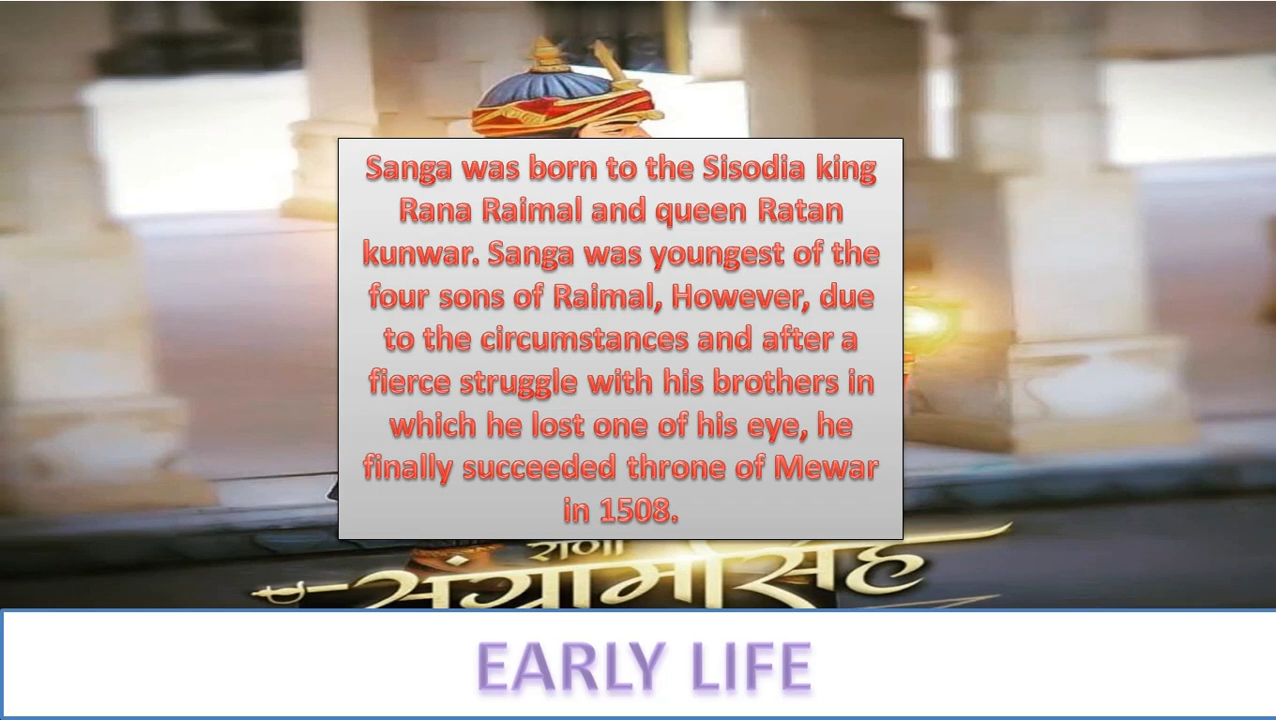 Sanga was born to the Sisodia king
Rana Raimal and queen Ratan
kunwar. Sanga was youngest of the
four sons of Raimal, However, due
to the circumstances and after a
fierce struggle with his brothers in
which he lost one of his eye, he
finally succeeded throne of Mewar
in 1508.
राणा
संग्रामसिंह
EARLY LIFE